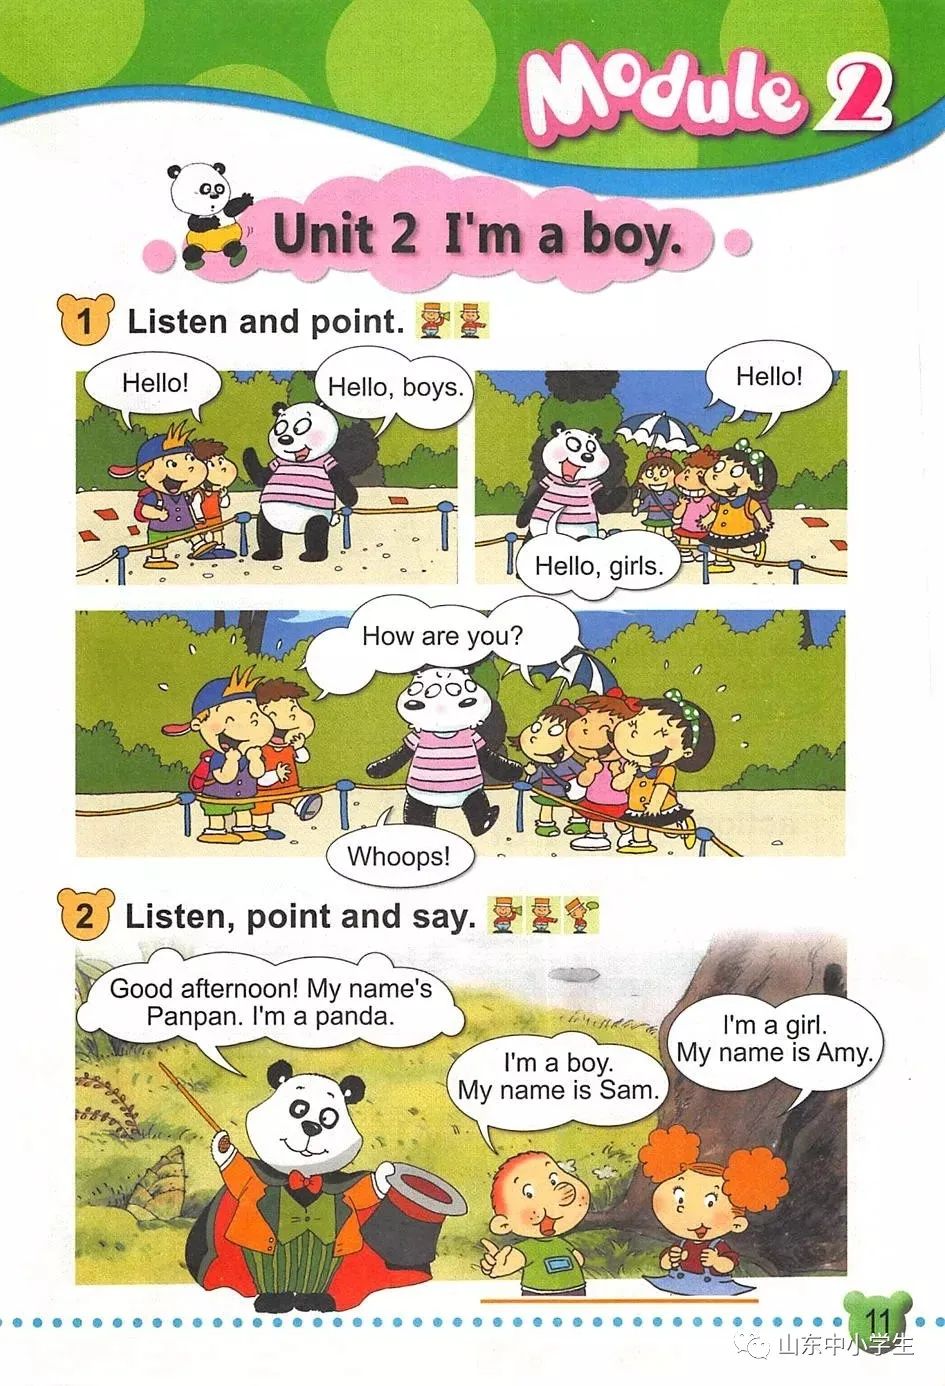 Module 2
Unit 2 I'm a boy.
1 Listen and point.
Hello!
Hello, boys.
Hello!
Hello, girls.
How are you?
Whoops!
2 Listen, point and say.
Good afternoon! My name's
Panpan. I'm a panda.
I'm a boy.
My name is Sam.
I'm a girl.
My name is Amy.
11
山东中小学生